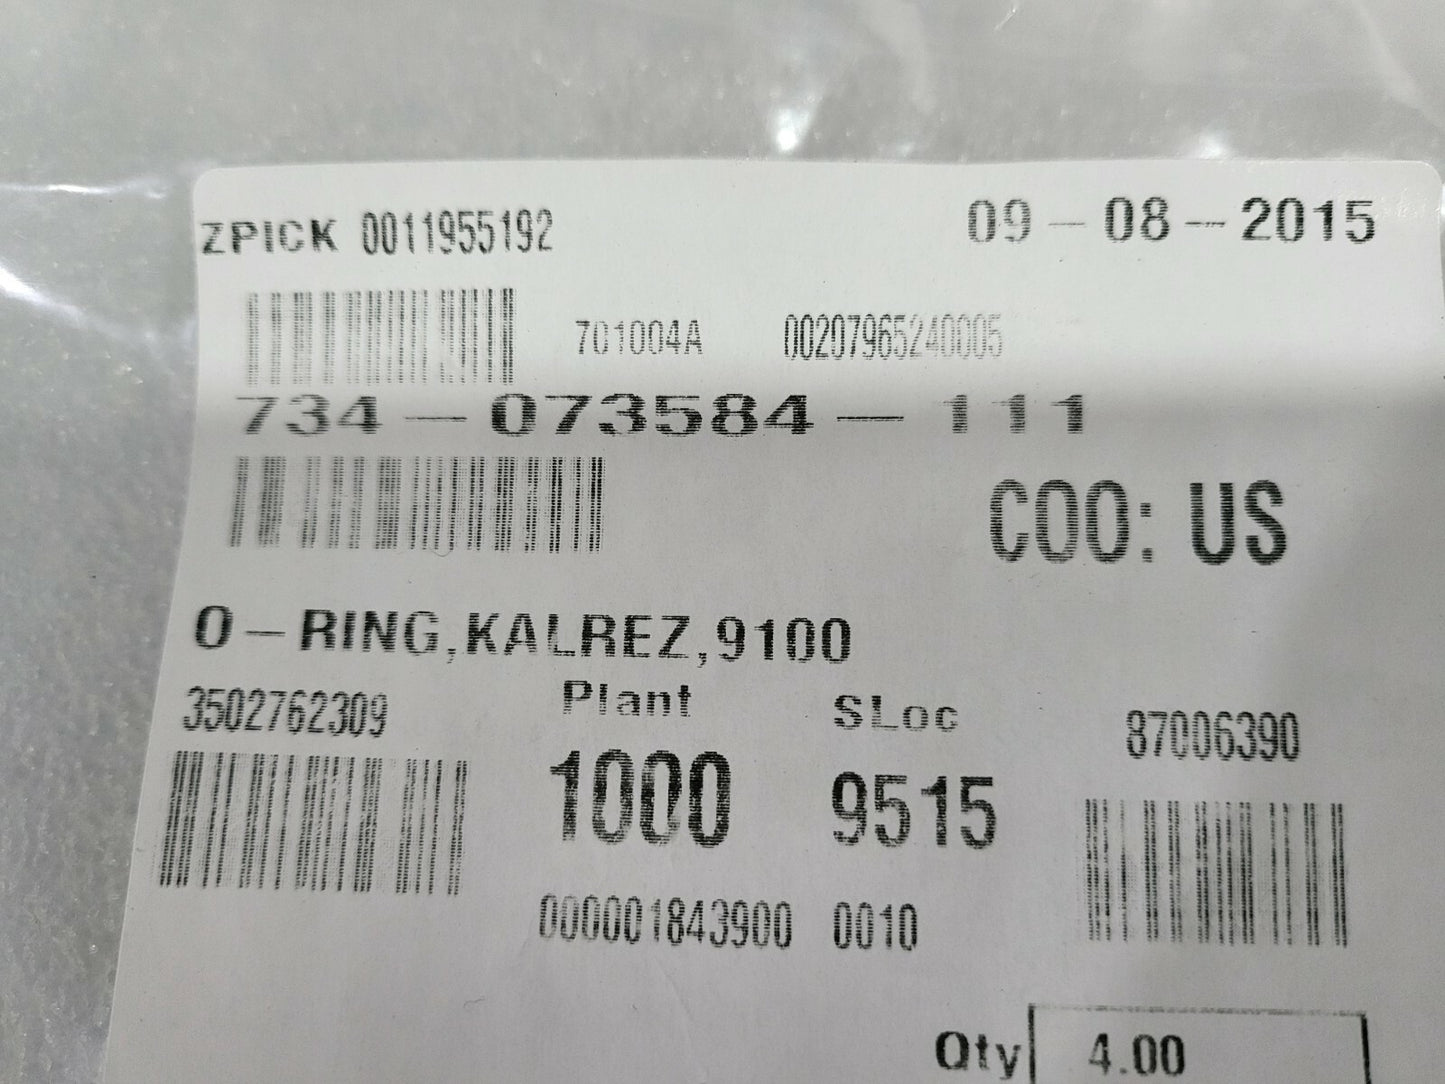 ZPICK 0011955192
09-08-2015
701004A 00207965240005
734-073584-111
COO: US
O-RING,KALREZ,9100
3502762309 Plant SLoc 87006390
1000 9515
000001843900 0010
Qty 4.00